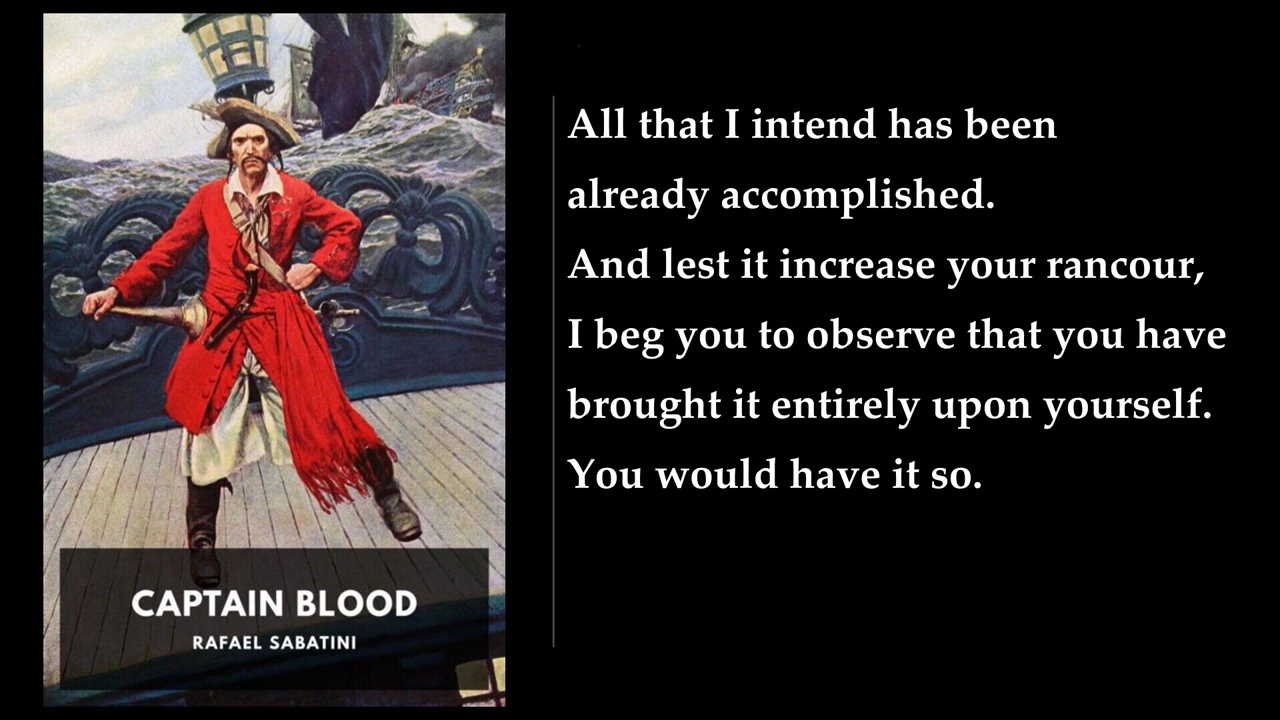 CAPTAIN BLOOD
RAFAEL SABATINI
All that I intend has been
already accomplished.
And lest it increase your rancour,
I beg you to observe that you have
brought it entirely upon yourself.
You would have it so.